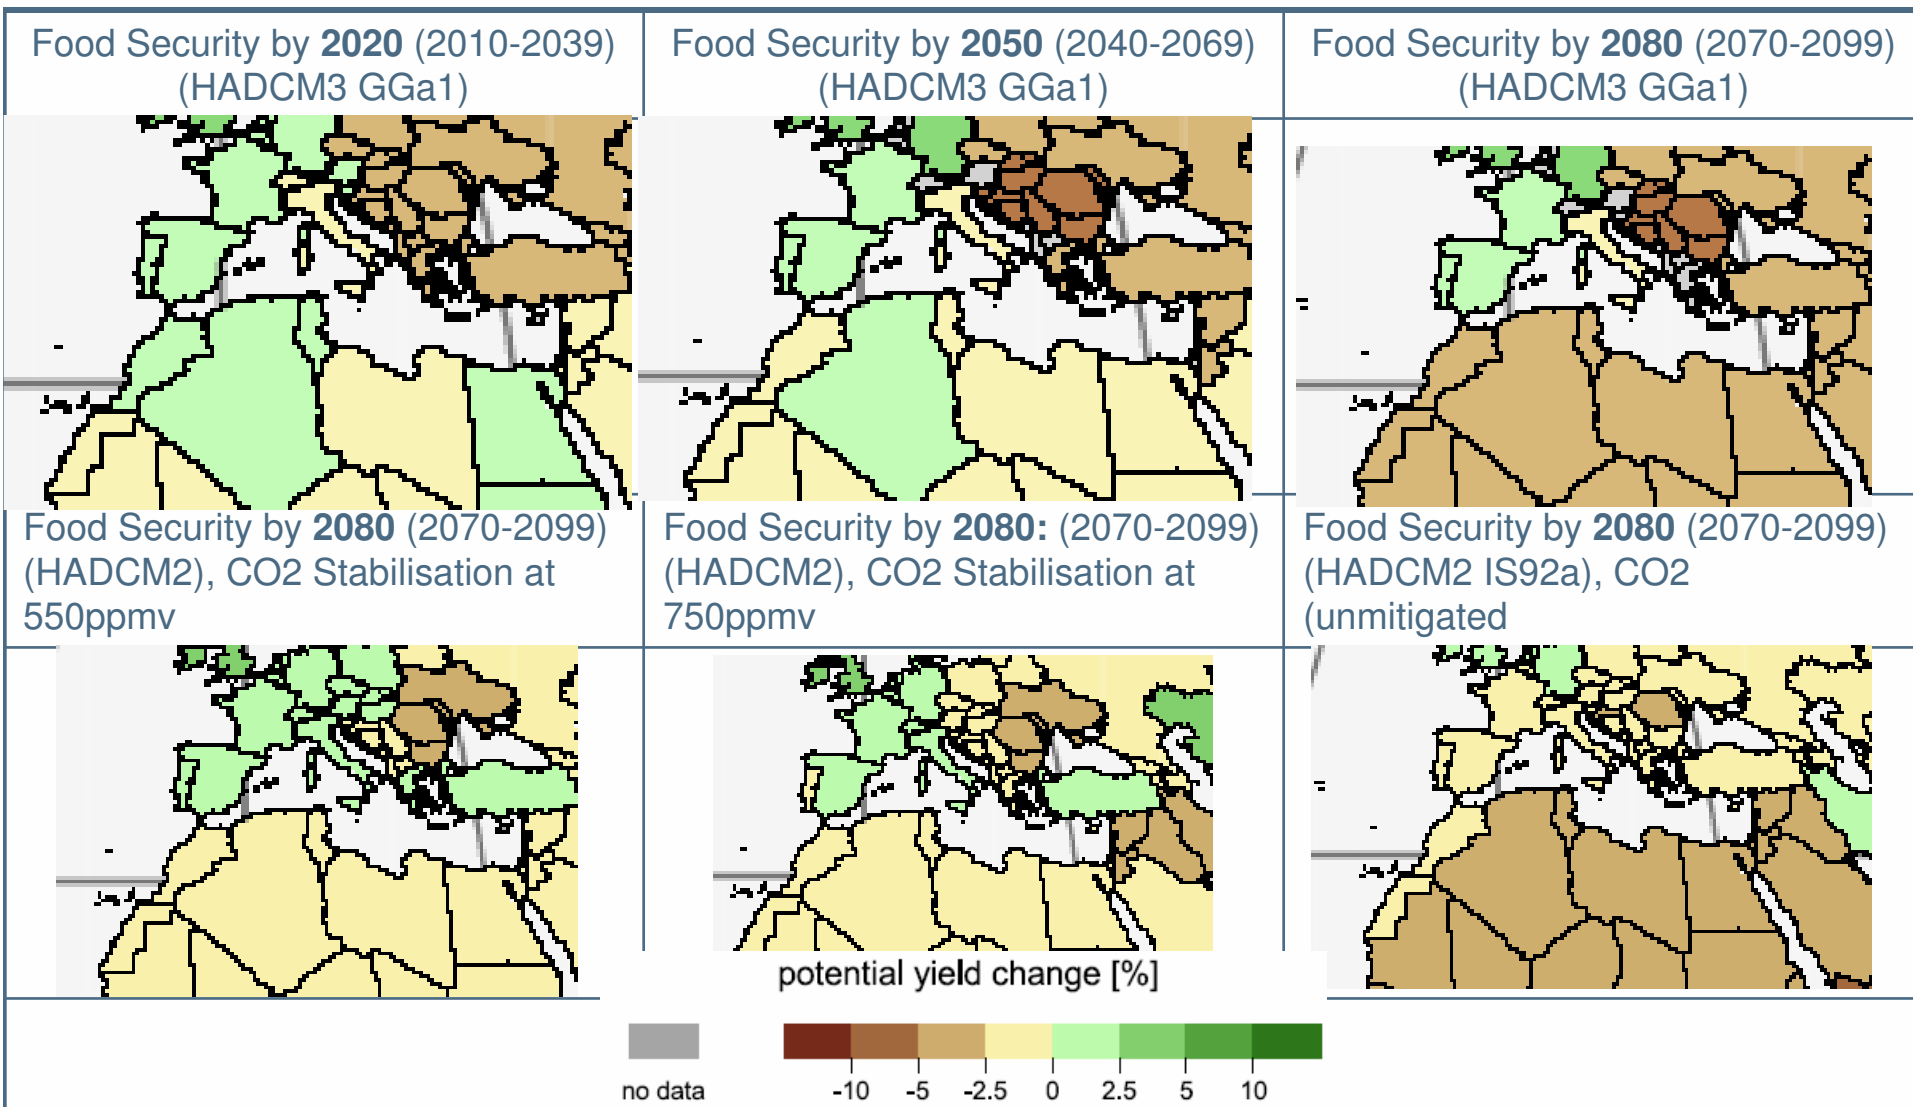 Food Security by 2020 (2010-2039)
(HADCM3 GGa1)
Food Security by 2050 (2040-2069)
(HADCM3 GGa1)
Food Security by 2080 (2070-2099)
(HADCM3 GGa1)
Food Security by 2080 (2070-2099)
(HADCM2), CO2 Stabilisation at
550ppmv
Food Security by 2080: (2070-2099)
(HADCM2), CO2 Stabilisation at
750ppmv
Food Security by 2080 (2070-2099)
(HADCM2 IS92a), CO2
(unmitigated
potential yield change [%]
no data
-10 -5 -2.5 0 2.5 5 10